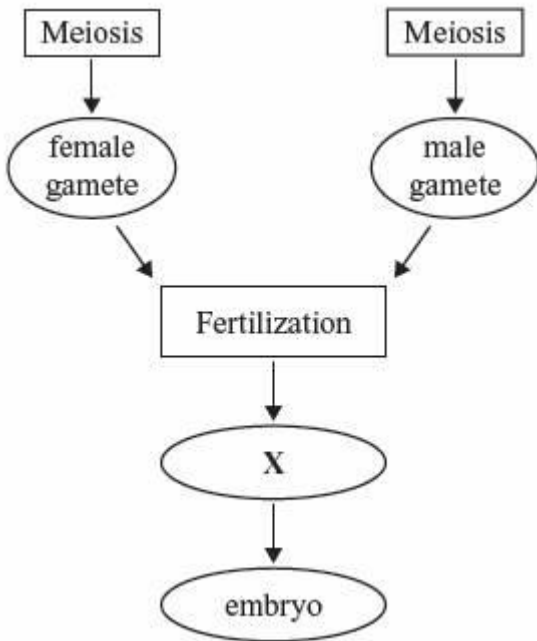 Meiosis
Meiosis
female
gamete
male
gamete
Fertilization
X
embryo